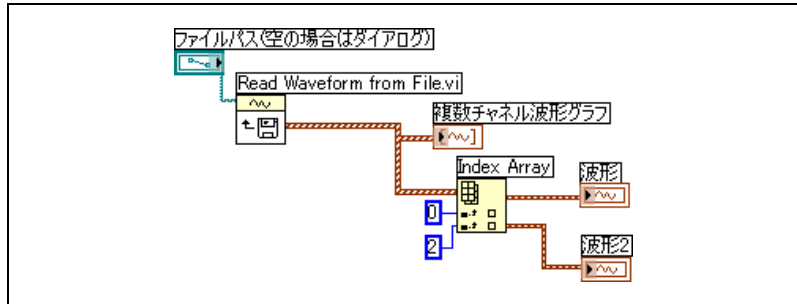 ファイルパス(空の場合はダイアログ)
Read Waveform from File.vi
複数チャネル波形グラフ
Index Array
波形
0
2
波形2